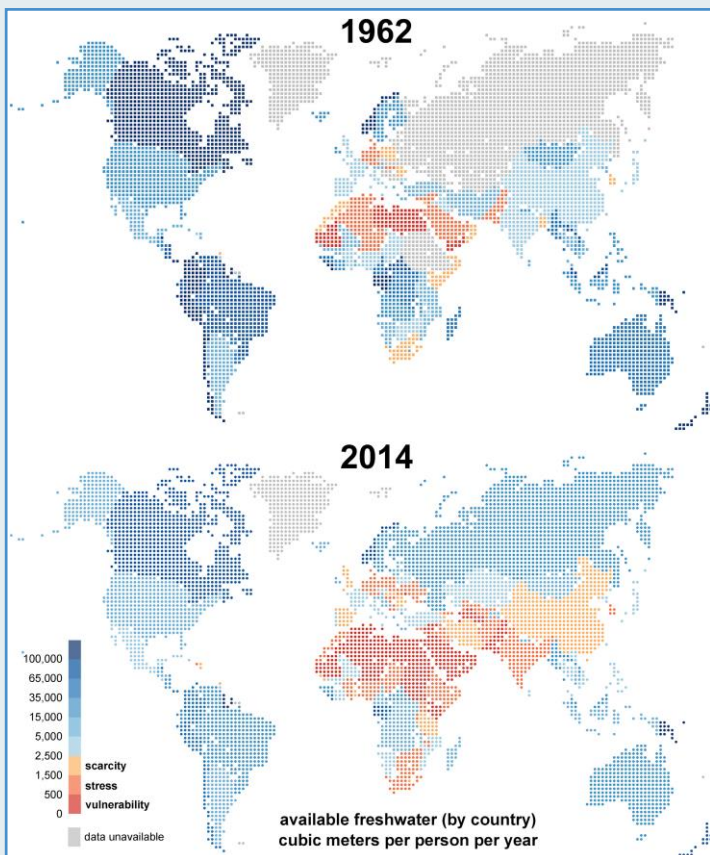 1962
2014
100,000
65,000
35,000
15,000
5,000
2,500
scarcity
1,500
stress
500
vulnerability
0
data unavailable
available freshwater (by country)
cubic meters per person per year